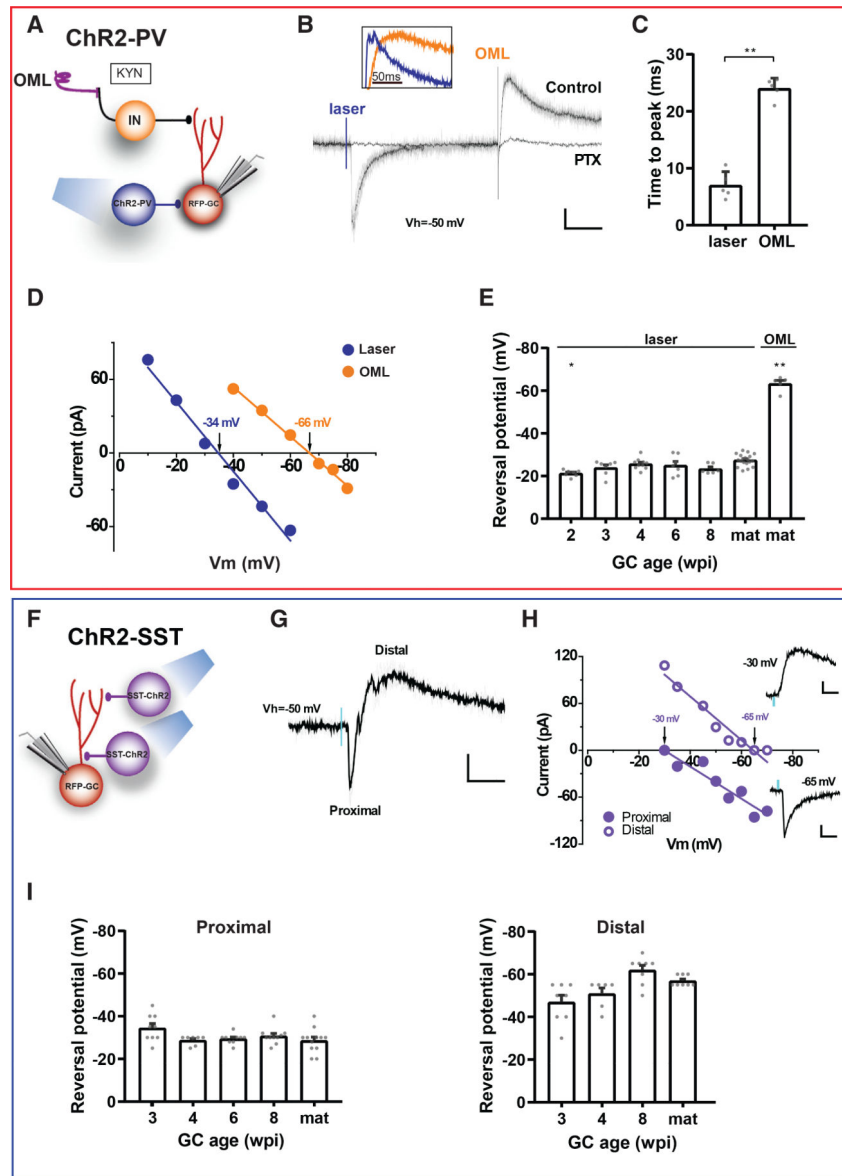 A
ChR2-PV
OML
KYN
IN
ChR2-PV
RFP-GC
B
50ms
OML
laser
Control
PTX
Vh=-50 mV
C
**
Time to peak (ms)
30
20
10
0
laser OML
D
Laser
OML
Current (pA)
60
0
-60
-34 mV
-66 mV
0 -20 -40 -60 -80
Vm (mV)
E
laser OML
* **
Reversal potential (mV)
-80
-60
-40
-20
0
2 3 4 6 8 mat mat
GC age (wpi)
F
ChR2-SST
SST-ChR2
SST-ChR2
RFP-GC
G
Distal
Vh=-50 mV
Proximal
H
Current (pA)
120
60
0
-60
-120
-30 mV
-30 mV
-65 mV
0 -20 -40 -60 -80
-65 mV
Proximal
Distal
Vm (mV)
I
Proximal
Reversal potential (mV)
-80
-60
-40
-20
0
3 4 6 8 mat
GC age (wpi)
Distal
Reversal potential (mV)
-80
-60
-40
-20
0
3 4 8 mat
GC age (wpi)